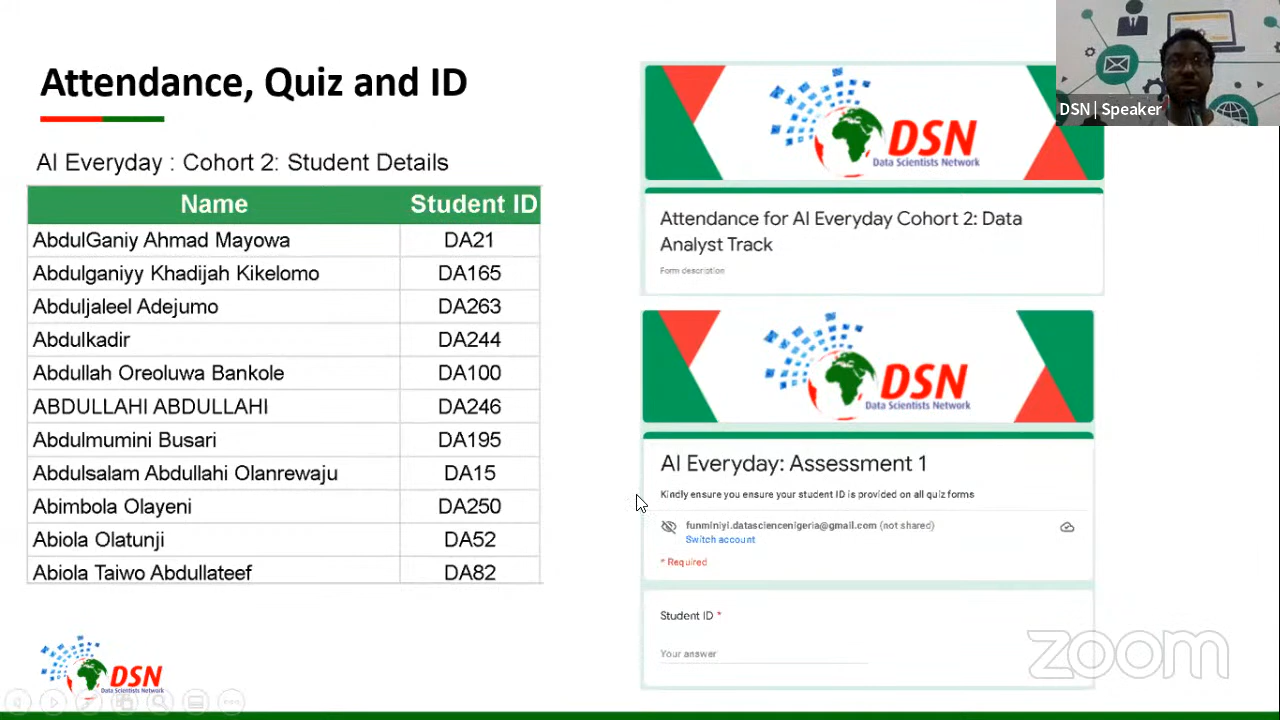 Attendance, Quiz and ID
AI Everyday : Cohort 2: Student Details
Name Student ID
AbdulGaniy Ahmad Mayowa DA21
Abdulganiyy Khadijah Kikelomo DA165
Abduljaleel Adejumo DA263
Abdulkadir DA244
Abdullah Oreoluwa Bankole DA100
ABDULLAHI ABDULLAHI DA246
Abdulmumini Busari DA195
Abdulsalam Abdullahi Olanrewaju DA15
Abimbola Olayeni DA250
Abiola Olatunji DA52
Abiola Taiwo Abdullateef DA82
DSN
Data Scientists Network
DSN
Data Scientists Network
Attendance for AI Everyday Cohort 2: Data
Analyst Track
Form description
DSN
Data Scientists Network
AI Everyday: Assessment 1
Kindly ensure you ensure your student ID is provided on all quiz forms
funminiyi.datasciencenigeria@gmail.com (not shared)
Switch account
* Required
Student ID *
Your answer
DSN | Speaker
zoom